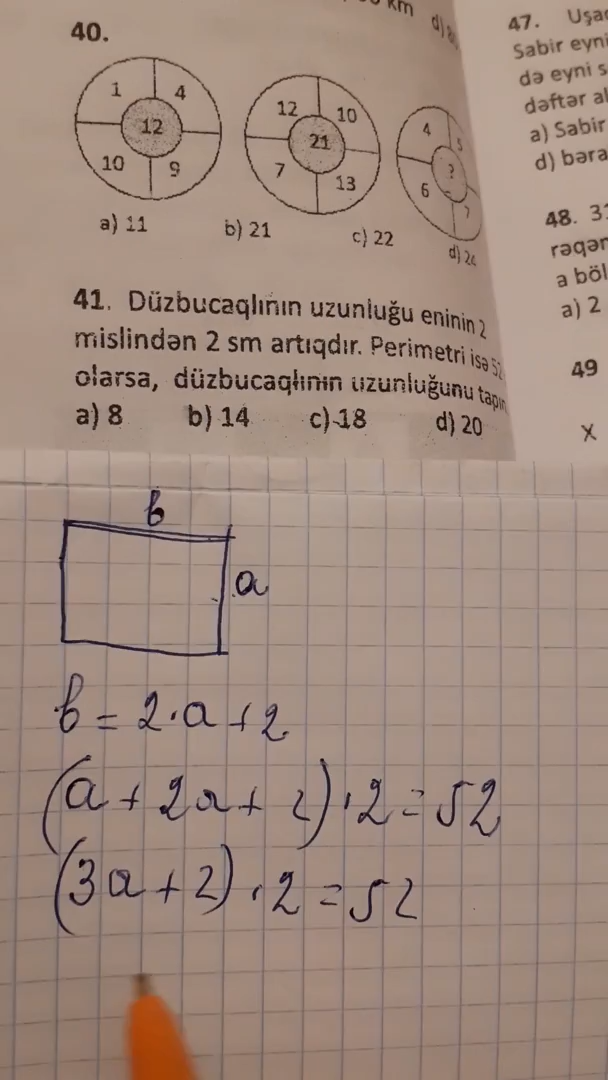 km d)
40.
1 4
12
10 9
12 10
21
7 13
4 5
?
6 7
a) 11 b) 21 c) 22 d) 24
41. Düzbucaqlının uzunluğu eninin 2
mislindən 2 sm artıqdır. Perimetri isə 52
olarsa, düzbucaqlının uzunluğunu tapın
a) 8 b) 14 c) 18 d) 20
47. Uşaq
Sabir eyni
də eyni s
dəftər al
a) Sabir
d) bəra
48. 3
rəqəm
a böl
a) 2
49
x
b
a
b = 2·a + 2
(a + 2a + 2)·2 = 52
(3a + 2)·2 = 52